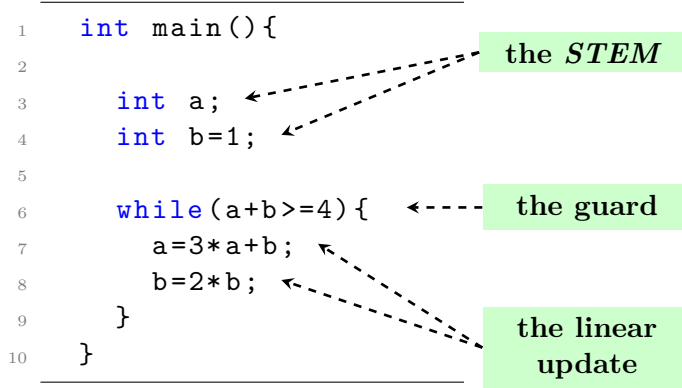 1 int main(){
2
3 int a;
4 int b=1;
5
6 while(a+b>=4){
7 a=3*a+b;
8 b=2*b;
9 }
10 }
the STEM
the guard
the linear
update